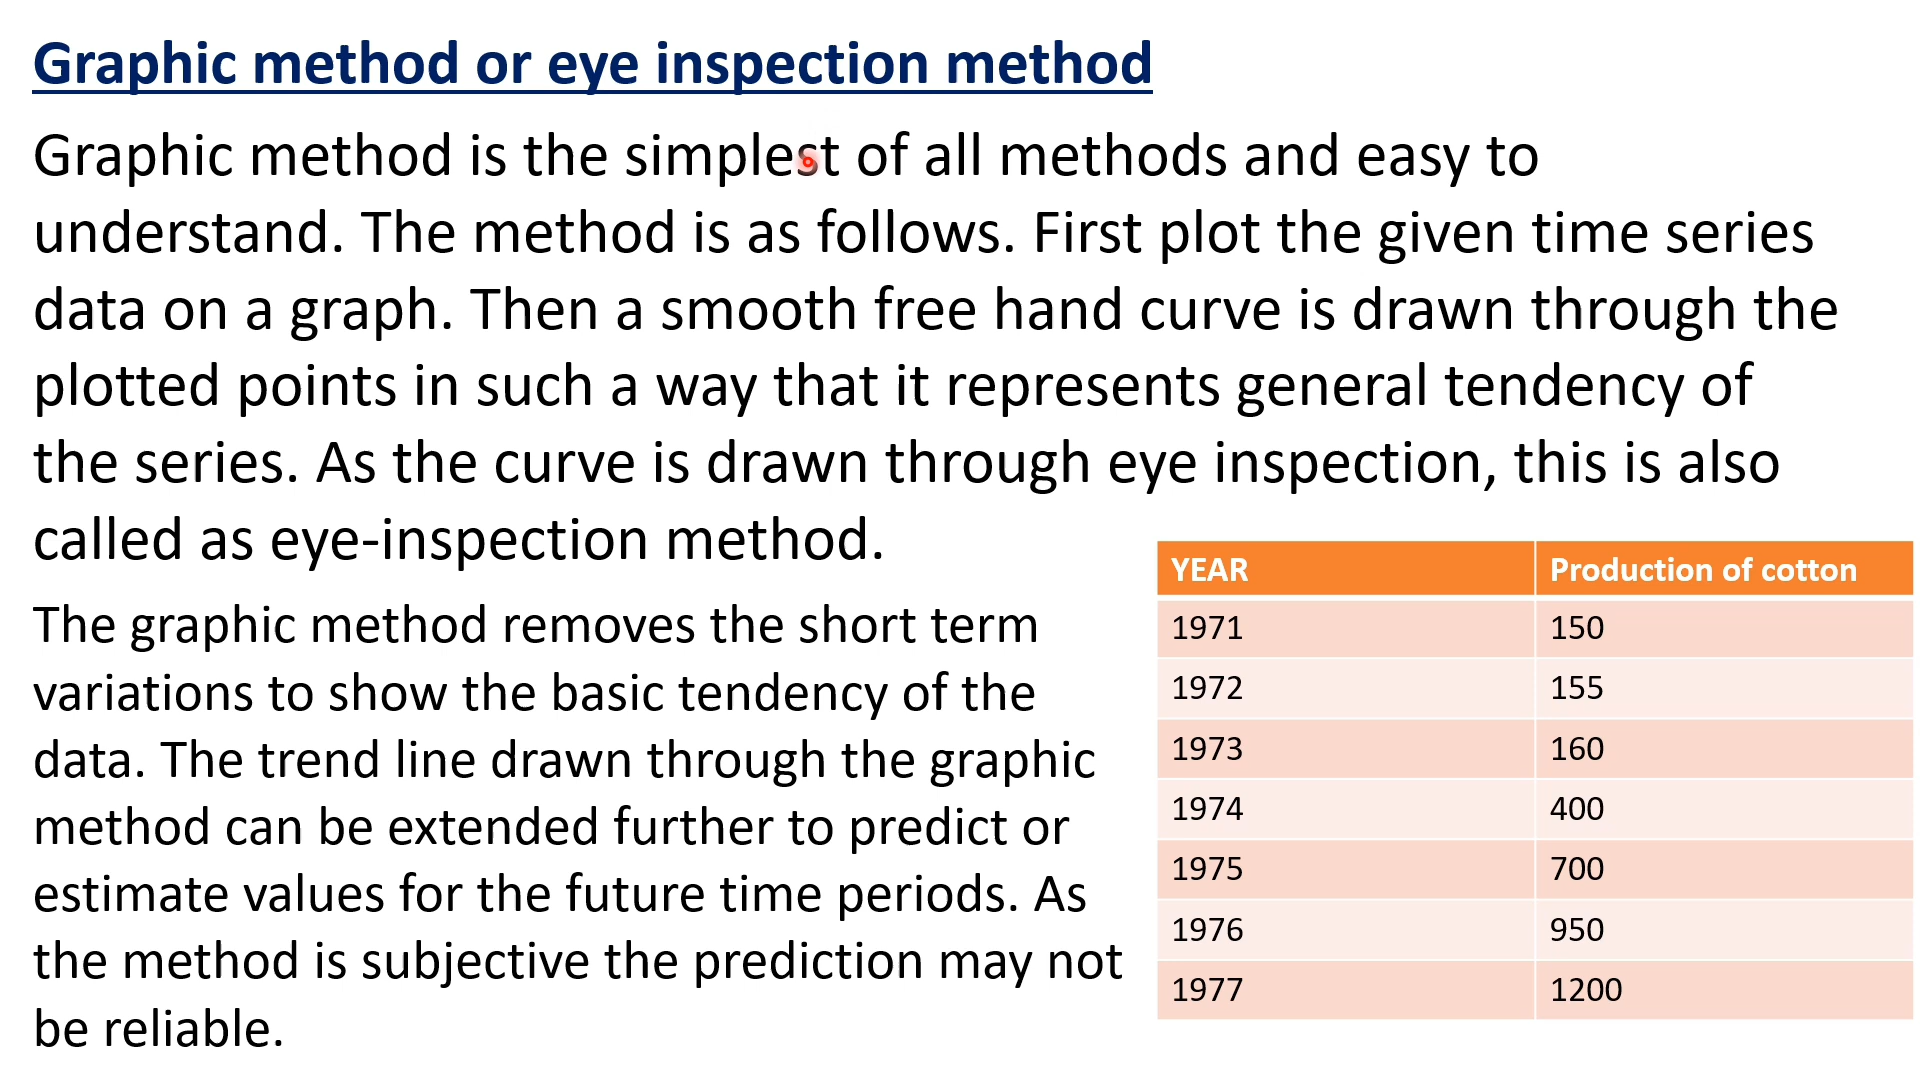 Graphic method or eye inspection method
Graphic method is the simplest of all methods and easy to
understand. The method is as follows. First plot the given time series
data on a graph. Then a smooth free hand curve is drawn through the
plotted points in such a way that it represents general tendency of
the series. As the curve is drawn through eye inspection, this is also
called as eye-inspection method.
The graphic method removes the short term
variations to show the basic tendency of the
data. The trend line drawn through the graphic
method can be extended further to predict or
estimate values for the future time periods. As
the method is subjective the prediction may not
be reliable.
YEAR Production of cotton
1971 150
1972 155
1973 160
1974 400
1975 700
1976 950
1977 1200